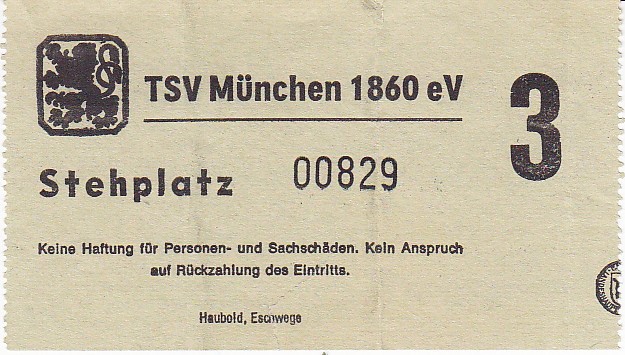 TSV München 1860 eV
3
Stehplatz 00829
Keine Haftung für Personen- und Sachschäden. Kein Anspruch
auf Rückzahlung des Eintritts.
Haubold, Eschwege